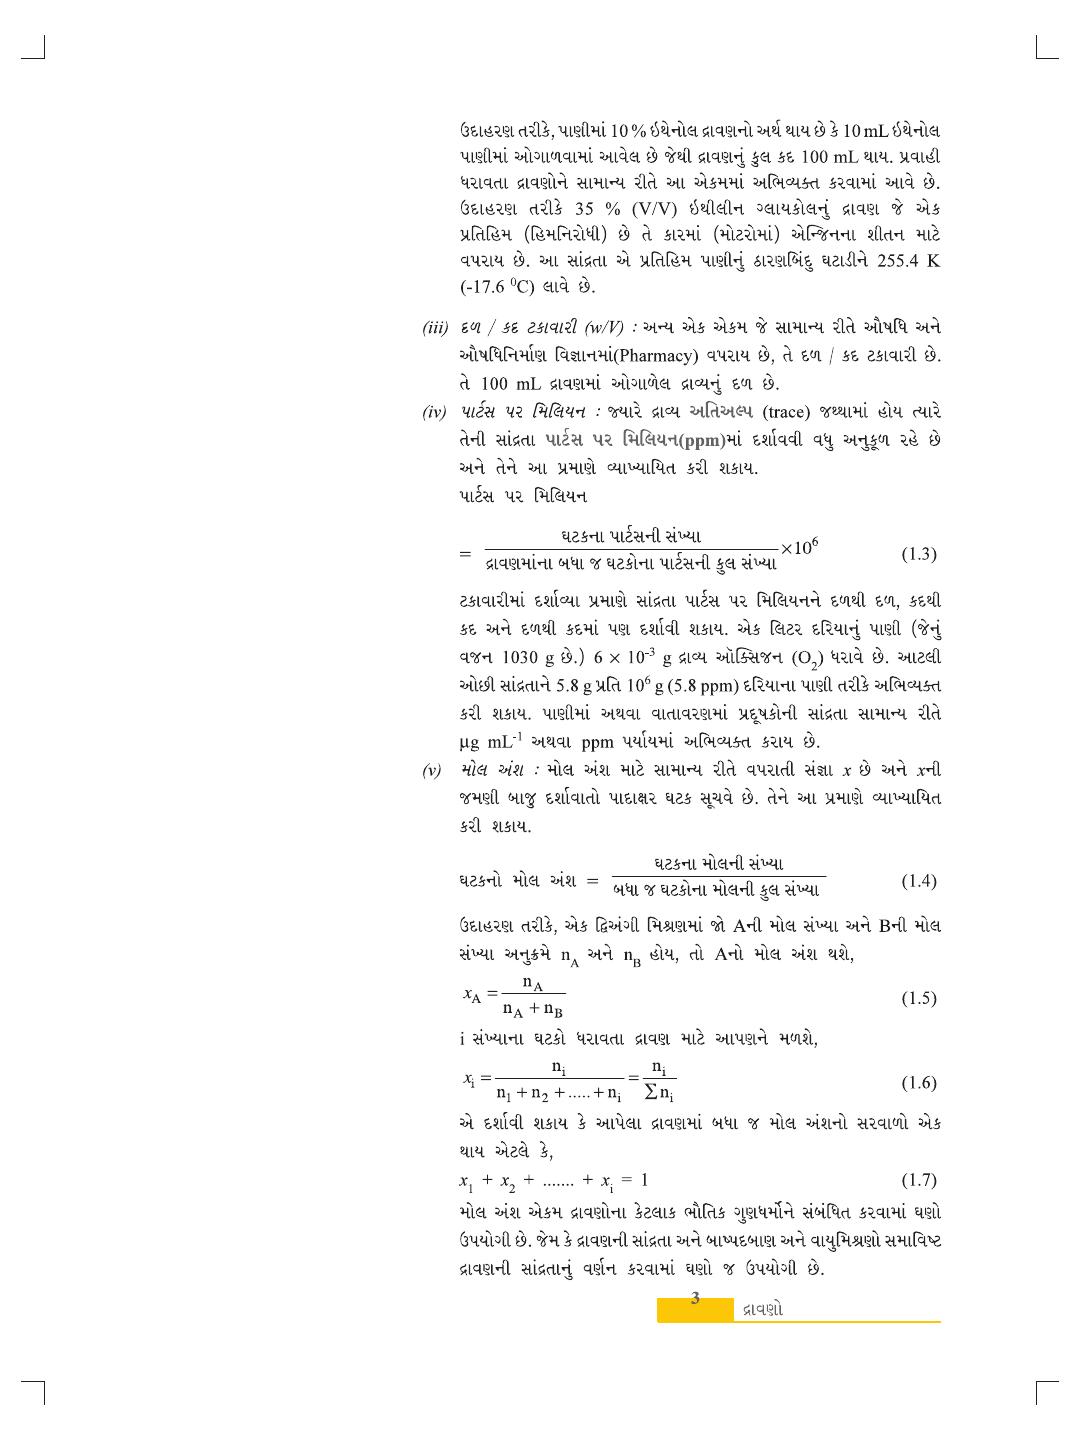 ઉદાહરણ તરીકે, પાણીમાં 10 % ઇથેનોલ દ્રાવણનો અર્થ થાય છે કે 10 mL ઇથેનોલ
પાણીમાં ઓગાળવામાં આવેલ છે જેથી દ્રાવણનું કુલ કદ 100 mL થાય. પ્રવાહી
ધરાવતા દ્રાવણોને સામાન્ય રીતે આ એકમમાં અભિવ્યક્ત કરવામાં આવે છે.
ઉદાહરણ તરીકે 35 % (V/V) ઇથીલીન ગ્લાયકોલનું દ્રાવણ જે એક
પ્રતિહિમ (હિમનિરોધી) છે તે કારમાં (મોટરોમાં) એન્જિનના શીતન માટે
વપરાય છે. આ સાંદ્રતા એ પ્રતિહિમ પાણીનું ઠારણબિંદુ ઘટાડીને 255.4 K
(-17.6 ⁰C) લાવે છે.
(iii) દળ / કદ ટકાવારી (w/V) : અન્ય એક એકમ જે સામાન્ય રીતે ઔષધિ અને
ઔષધિનિર્માણ વિજ્ઞાનમાં(Pharmacy) વપરાય છે, તે દળ / કદ ટકાવારી છે.
તે 100 mL દ્રાવણમાં ઓગાળેલ દ્રાવ્યનું દળ છે.
(iv) પાર્ટસ પર મિલિયન : જ્યારે દ્રાવ્ય અતિઅલ્પ (trace) જથ્થામાં હોય ત્યારે
તેની સાંદ્રતા પાર્ટસ પર મિલિયન(ppm)માં દર્શાવવી વધુ અનુકૂળ રહે છે
અને તેને આ પ્રમાણે વ્યાખ્યાયિત કરી શકાય.
પાર્ટસ પર મિલિયન
= ઘટકના પાર્ટસની સંખ્યા / દ્રાવણમાંના બધા જ ઘટકોના પાર્ટસની કુલ સંખ્યા ×10⁶ (1.3)
ટકાવારીમાં દર્શાવ્યા પ્રમાણે સાંદ્રતા પાર્ટસ પર મિલિયનને દળથી દળ, કદથી
કદ અને દળથી કદમાં પણ દર્શાવી શકાય. એક લિટર દરિયાનું પાણી (જેનું
વજન 1030 g છે.) 6 × 10⁻³ g દ્રાવ્ય ઑક્સિજન (O₂) ધરાવે છે. આટલી
ઓછી સાંદ્રતાને 5.8 g પ્રતિ 10⁶ g (5.8 ppm) દરિયાના પાણી તરીકે અભિવ્યક્ત
કરી શકાય. પાણીમાં અથવા વાતાવરણમાં પ્રદૂષકોની સાંદ્રતા સામાન્ય રીતે
μg mL⁻¹ અથવા ppm પર્યાયમાં અભિવ્યક્ત કરાય છે.
(v) મોલ અંશ : મોલ અંશ માટે સામાન્ય રીતે વપરાતી સંજ્ઞા x છે અને xની
જમણી બાજુ દર્શાવાતો પાદાક્ષર ઘટક સૂચવે છે. તેને આ પ્રમાણે વ્યાખ્યાયિત
કરી શકાય.
ઘટકનો મોલ અંશ = ઘટકના મોલની સંખ્યા / બધા જ ઘટકોના મોલની કુલ સંખ્યા (1.4)
ઉદાહરણ તરીકે, એક દ્વિઅંગી મિશ્રણમાં જો Aની મોલ સંખ્યા અને Bની મોલ
સંખ્યા અનુક્રમે n_A અને n_B હોય, તો Aનો મોલ અંશ થશે,
x_A = n_A / (n_A + n_B) (1.5)
i સંખ્યાના ઘટકો ધરાવતા દ્રાવણ માટે આપણને મળશે,
x_i = n_i / (n₁ + n₂ + ..... + n_i) = n_i / ∑n_i (1.6)
એ દર્શાવી શકાય કે આપેલા દ્રાવણમાં બધા જ મોલ અંશનો સરવાળો એક
થાય એટલે કે,
x₁ + x₂ + ....... + x_i = 1 (1.7)
મોલ અંશ એકમ દ્રાવણોના કેટલાક ભૌતિક ગુણધર્મોને સંબંધિત કરવામાં ઘણો
ઉપયોગી છે. જેમ કે દ્રાવણની સાંદ્રતા અને બાષ્પદબાણ અને વાયુમિશ્રણો સમાવિષ્ટ
દ્રાવણની સાંદ્રતાનું વર્ણન કરવામાં ઘણો જ ઉપયોગી છે.
3 દ્રાવણો